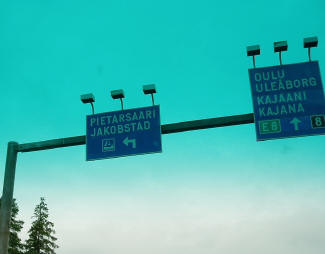 PIETARSAARI
JAKOBSTAD
OULU
ULEÅBORG
KAJAANI
KAJANA
E8
8